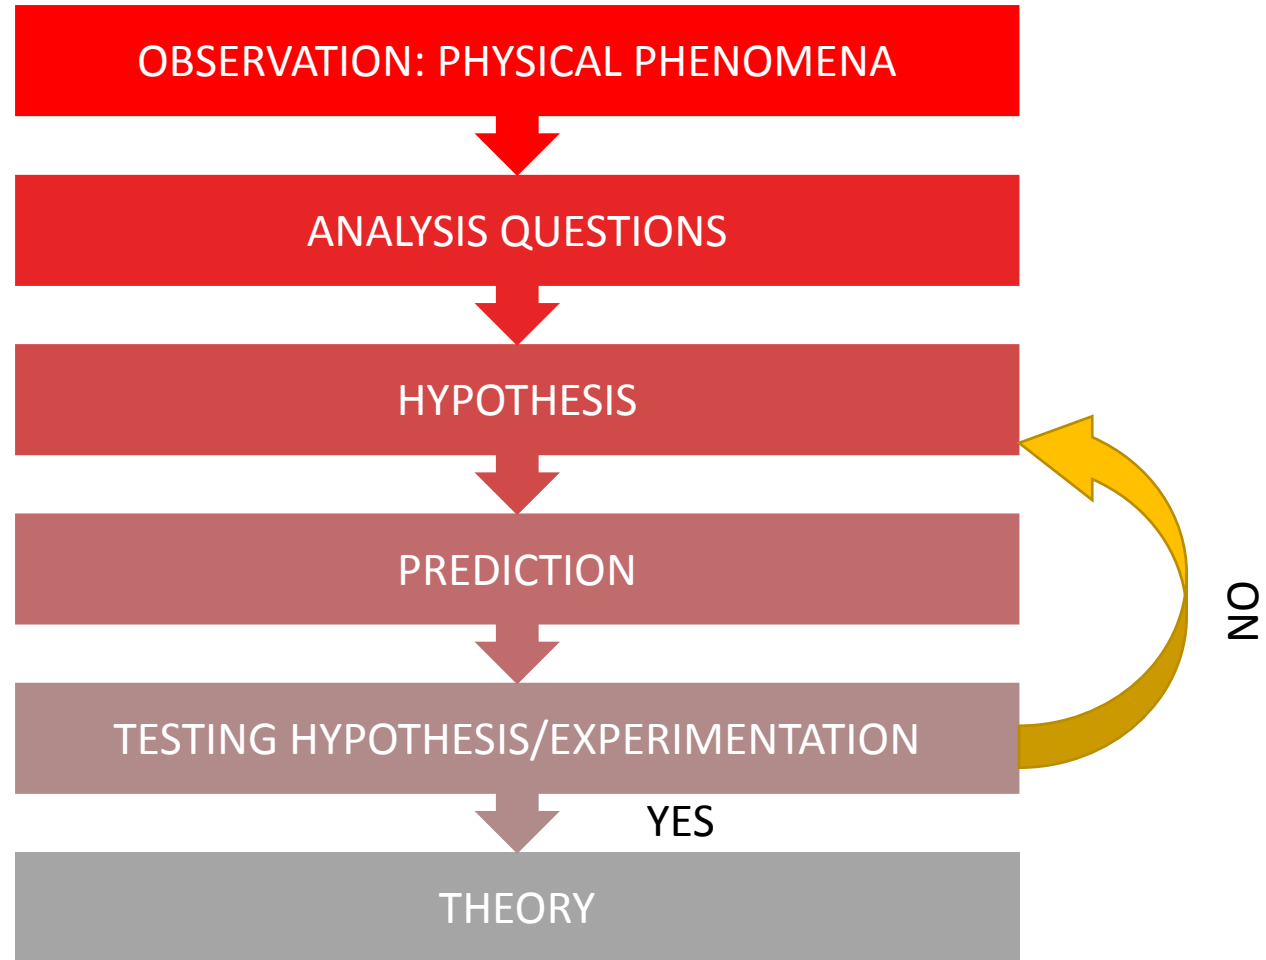 OBSERVATION: PHYSICAL PHENOMENA
ANALYSIS QUESTIONS
HYPOTHESIS
PREDICTION
NO
TESTING HYPOTHESIS/EXPERIMENTATION
YES
THEORY